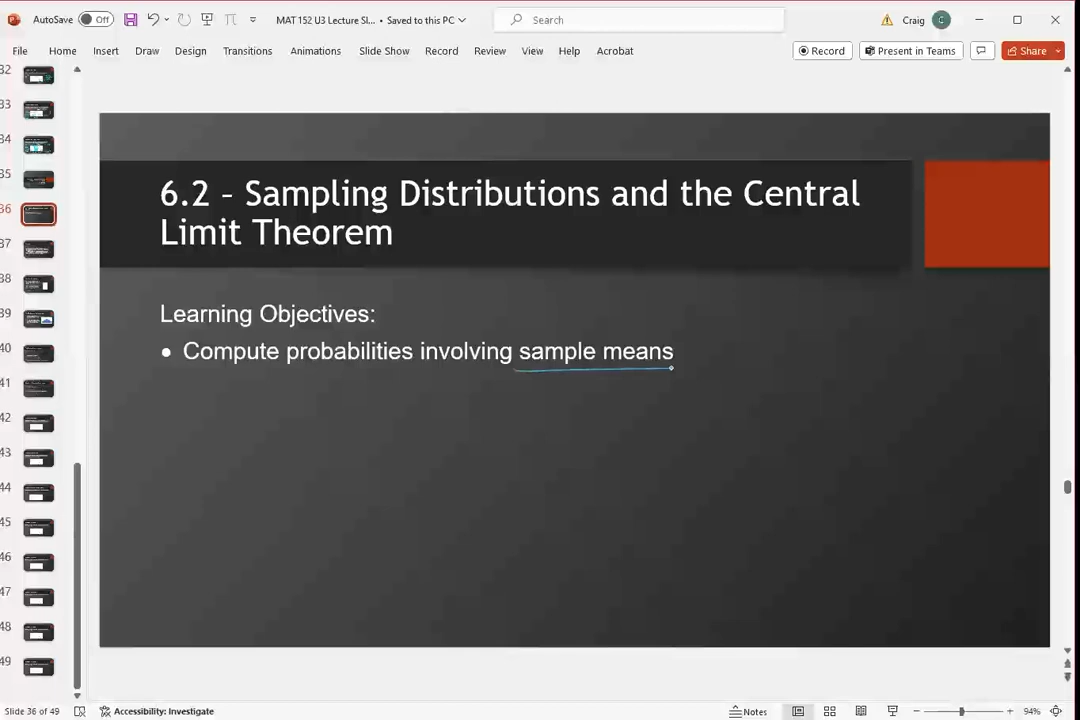 AutoSave Off MAT 152 U3 Lecture Sl... • Saved to this PC Search Craig C
File Home Insert Draw Design Transitions Animations Slide Show Record Review View Help Acrobat Record Present in Teams Share
32
33
34
35
36
37
38
39
40
41
42
43
44
45
46
47
48
49
6.2 – Sampling Distributions and the Central
Limit Theorem
Learning Objectives:
• Compute probabilities involving sample means
Slide 36 of 49 Accessibility: Investigate Notes 94%